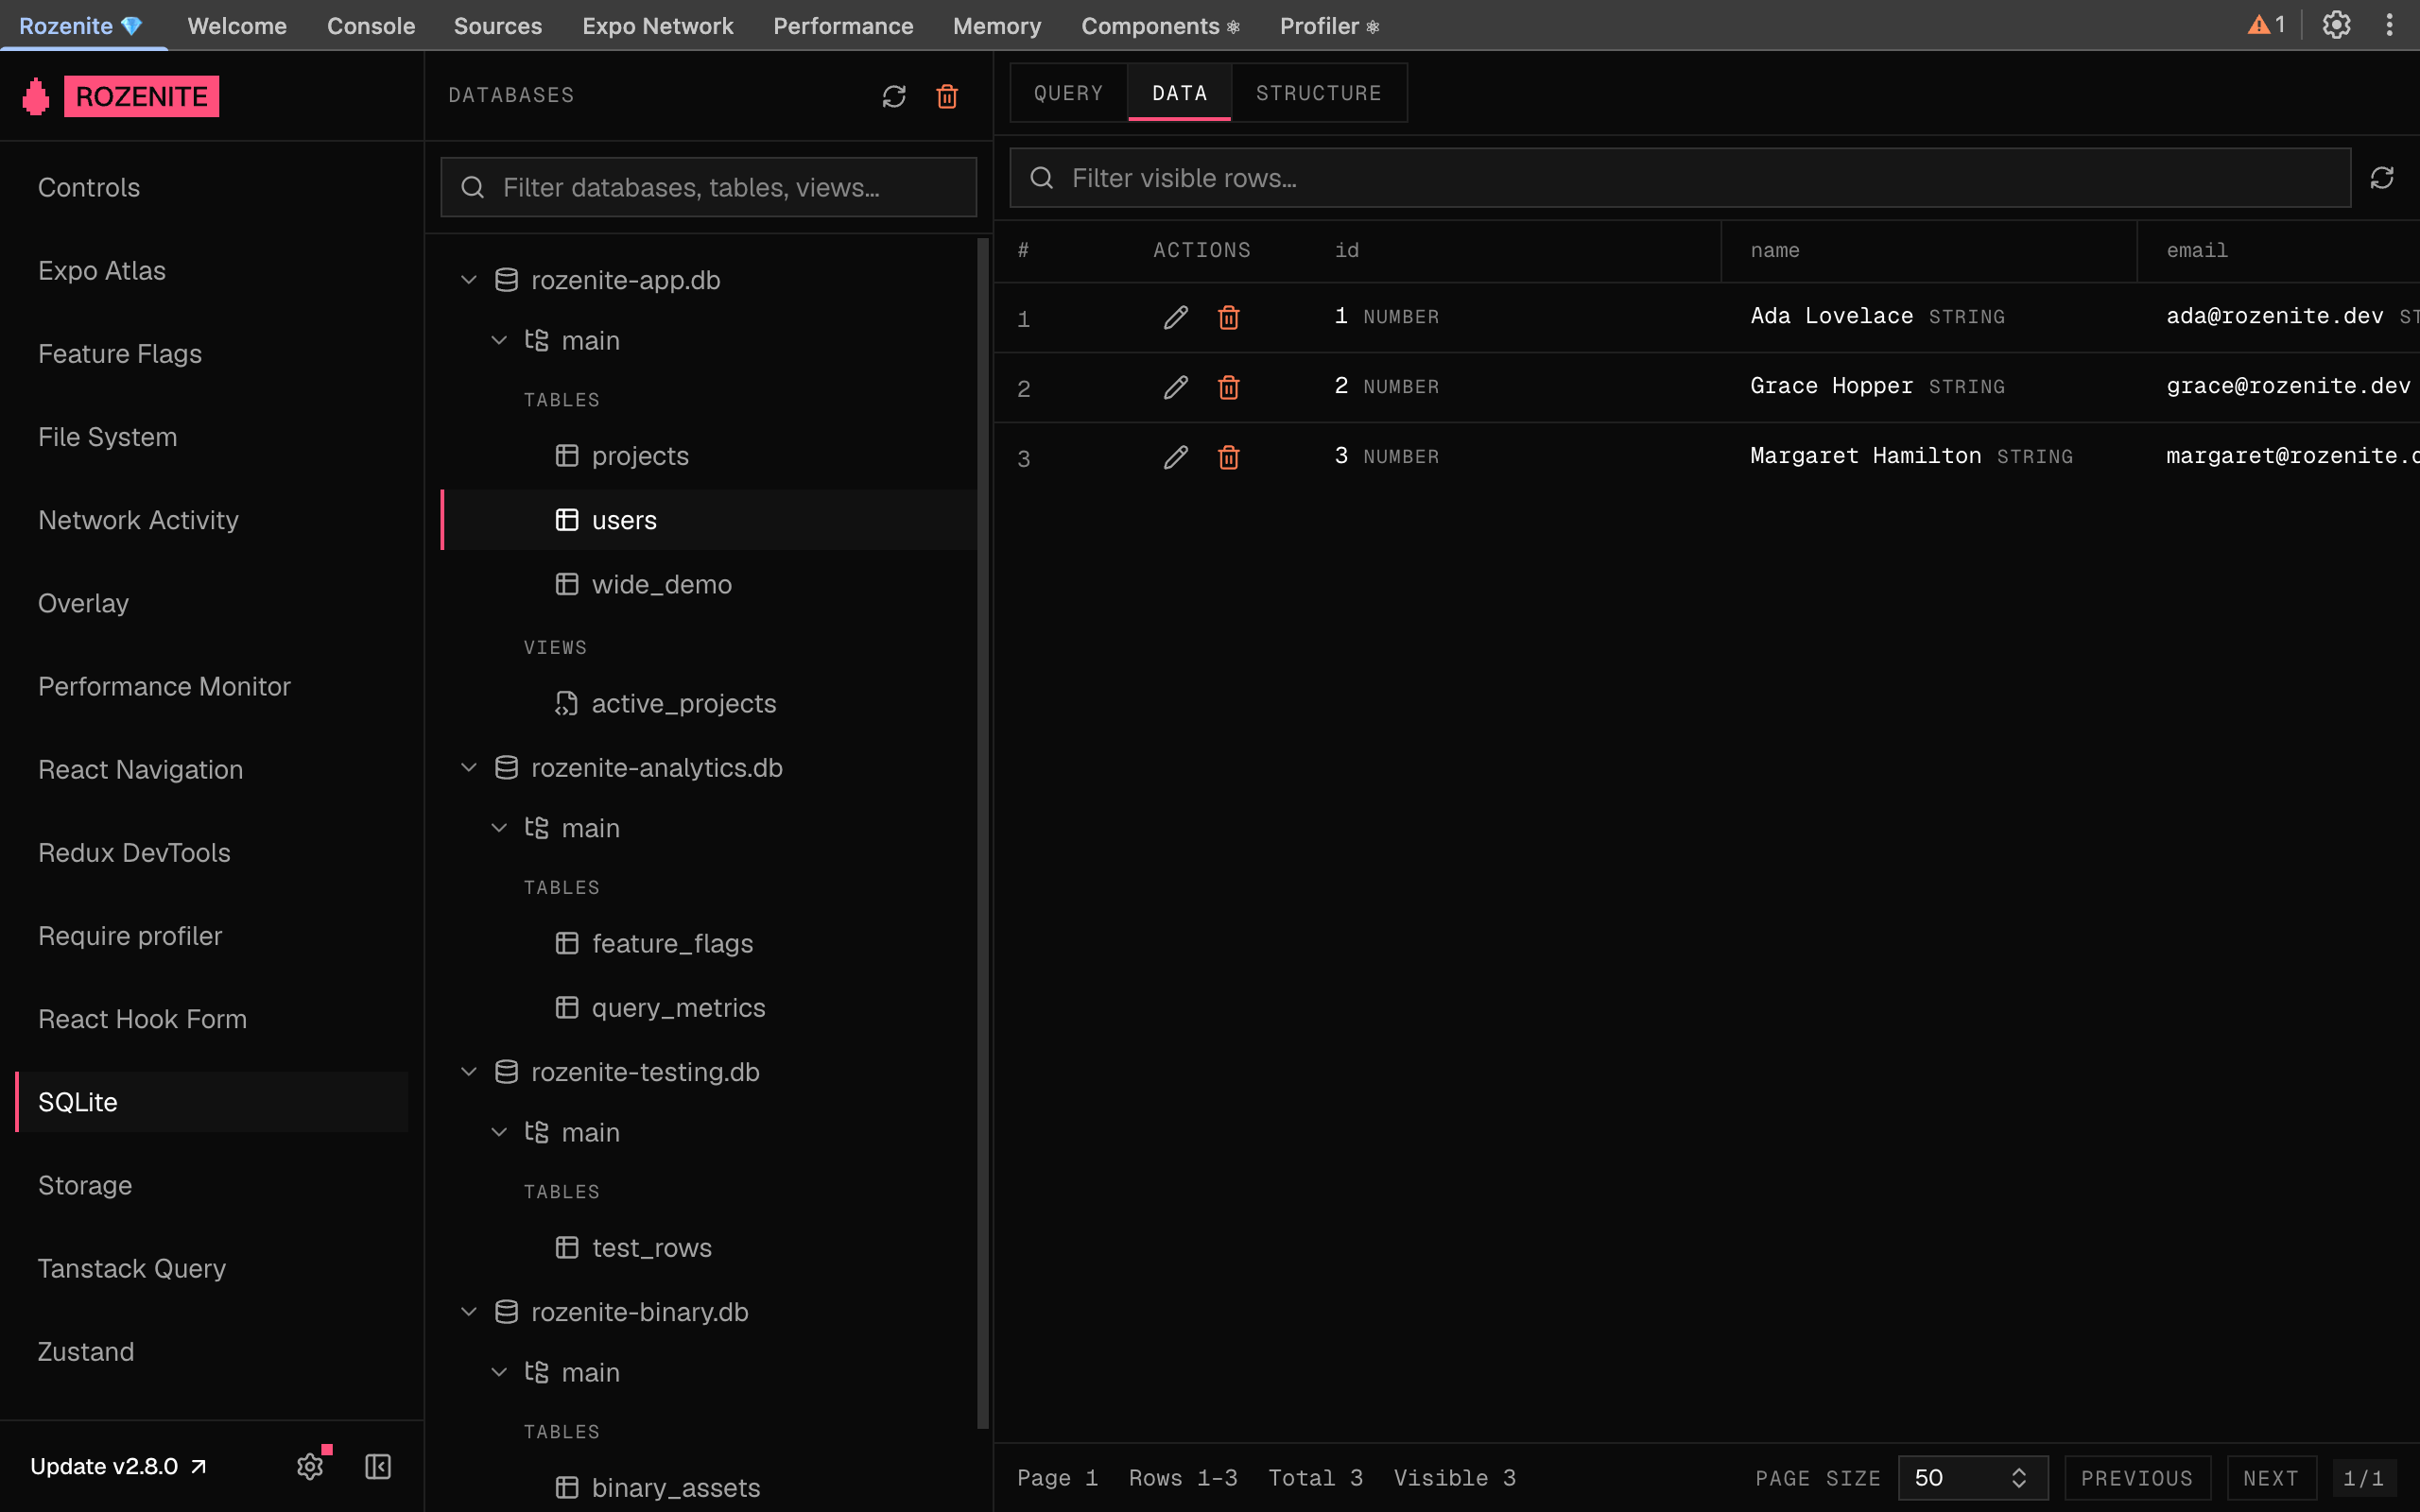 Rozenite 💎 Welcome Console Sources Expo Network Performance Memory Components ⚛ Profiler ⚛ 1
ROZENITE
Controls
Expo Atlas
Feature Flags
File System
Network Activity
Overlay
Performance Monitor
React Navigation
Redux DevTools
Require profiler
React Hook Form
SQLite
Storage
Tanstack Query
Zustand
Update v2.8.0
DATABASES
Filter databases, tables, views...
rozenite-app.db
main
TABLES
projects
users
wide_demo
VIEWS
active_projects
rozenite-analytics.db
main
TABLES
feature_flags
query_metrics
rozenite-testing.db
main
TABLES
test_rows
rozenite-binary.db
main
TABLES
binary_assets
QUERY DATA STRUCTURE
Filter visible rows...
# ACTIONS id name email
1 1 NUMBER Ada Lovelace STRING ada@rozenite.dev ST
2 2 NUMBER Grace Hopper STRING grace@rozenite.dev
3 3 NUMBER Margaret Hamilton STRING margaret@rozenite.d
Page 1 Rows 1-3 Total 3 Visible 3 PAGE SIZE 50 PREVIOUS NEXT 1/1